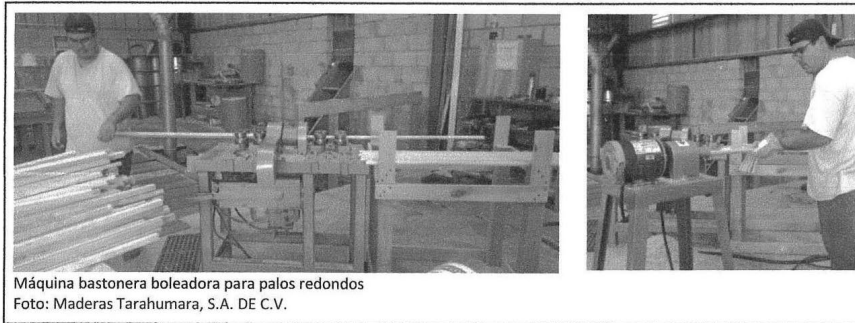 Máquina bastonera boleadora para palos redondos
Foto: Maderas Tarahumara, S.A. DE C.V.